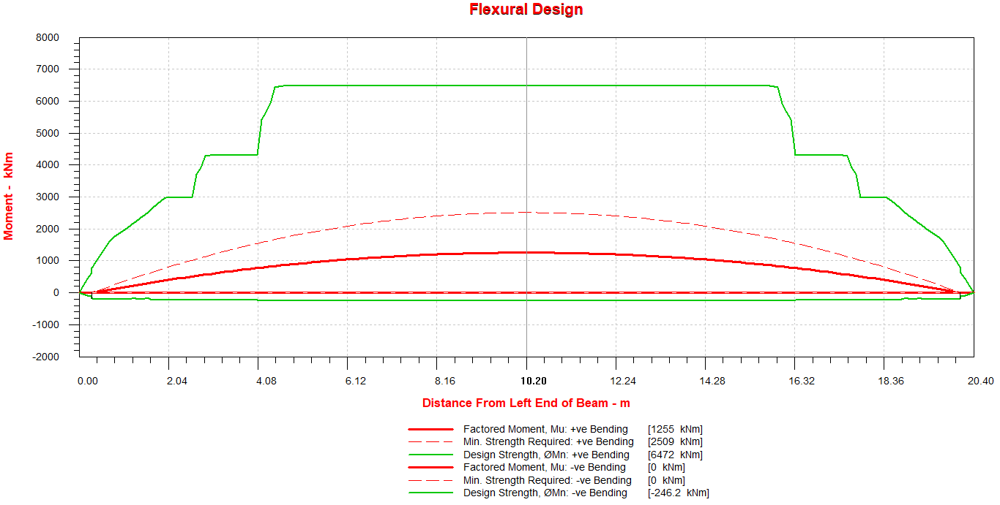 Flexural Design
8000
7000
6000
5000
4000
3000
2000
1000
0
-1000
-2000
Moment - kNm
0.00 2.04 4.08 6.12 8.16 10.20 12.24 14.28 16.32 18.36 20.40
Distance From Left End of Beam - m
Factored Moment, Mu: +ve Bending [1255 kNm]
Min. Strength Required: +ve Bending [2509 kNm]
Design Strength, ØMn: +ve Bending [6472 kNm]
Factored Moment, Mu: -ve Bending [0 kNm]
Min. Strength Required: -ve Bending [0 kNm]
Design Strength, ØMn: -ve Bending [-246.2 kNm]